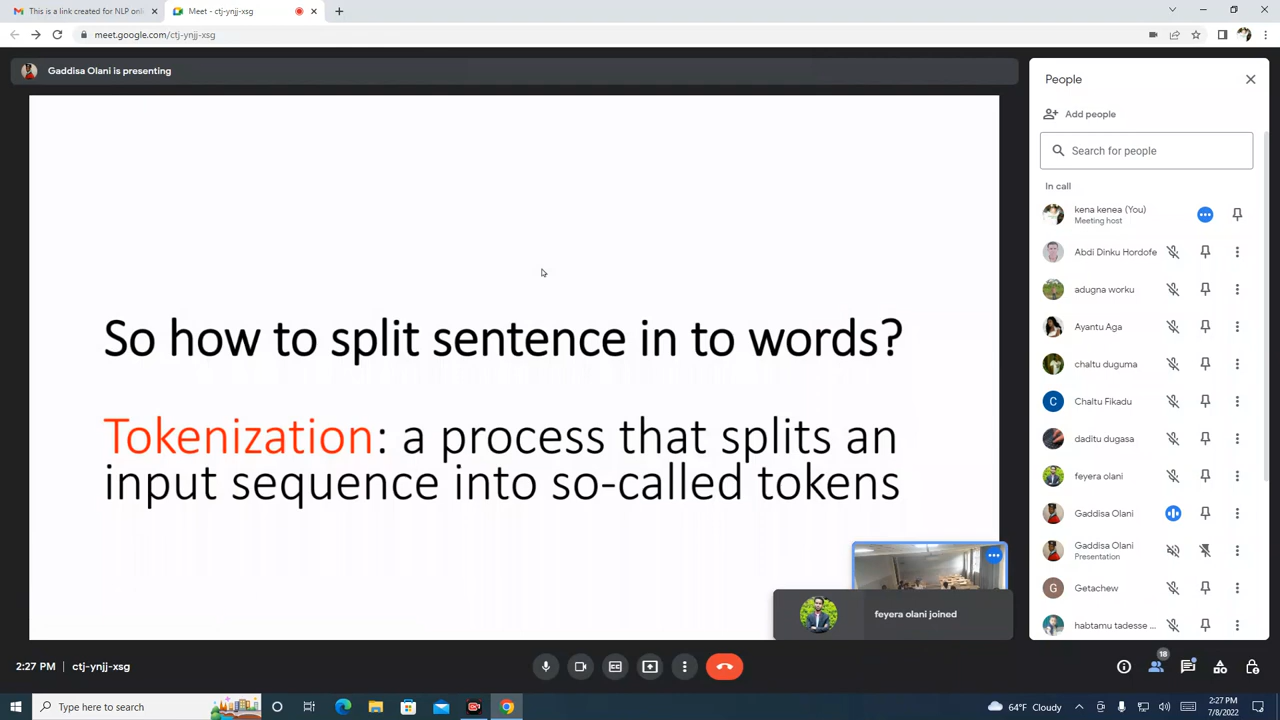 This is a link created for NLP onli
Meet - ctj-ynjj-xsg
meet.google.com/ctj-ynjj-xsg
Gaddisa Olani is presenting
So how to split sentence in to words?
Tokenization: a process that splits an
input sequence into so-called tokens
feyera olani joined
People
Add people
Search for people
In call
kena kenea (You)
Meeting host
Abdi Dinku Hordofe
adugna worku
Ayantu Aga
chaltu duguma
C
Chaltu Fikadu
daditu dugasa
feyera olani
Gaddisa Olani
Gaddisa Olani
Presentation
G
Getachew
habtamu tadesse ...
2:27 PM | ctj-ynjj-xsg
18
Type here to search
64°F Cloudy
2:27 PM
7/8/2022